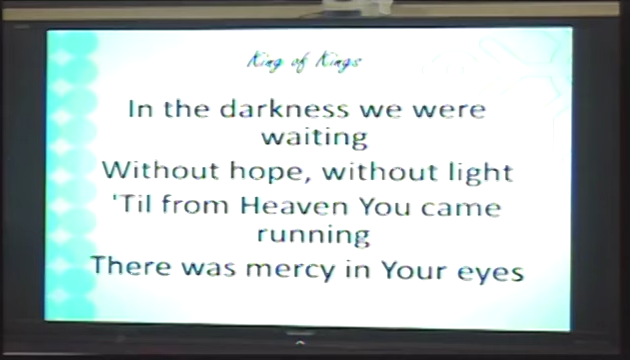 King of Kings
In the darkness we were
waiting
Without hope, without light
'Til from Heaven You came
running
There was mercy in Your eyes